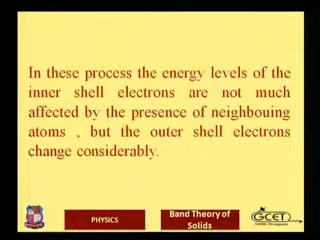 In these process the energy levels of the
inner shell electrons are not much
affected by the presence of neighbouing
atoms , but the outer shell electrons
change considerably.
PHYSICS
Band Theory of
Solids
GCET